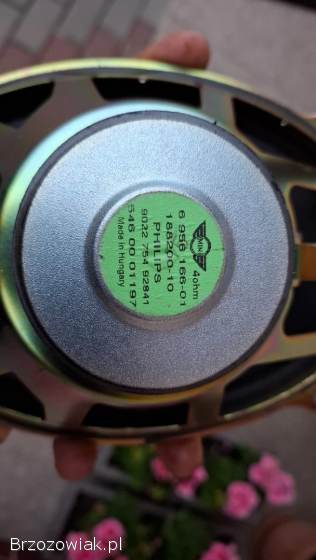 MINI 4ohm
6 956 166-01
188200-10
PHILIPS
9022 754 92841
546 00 01197
Made in Hungary
Brzozowiak.pl